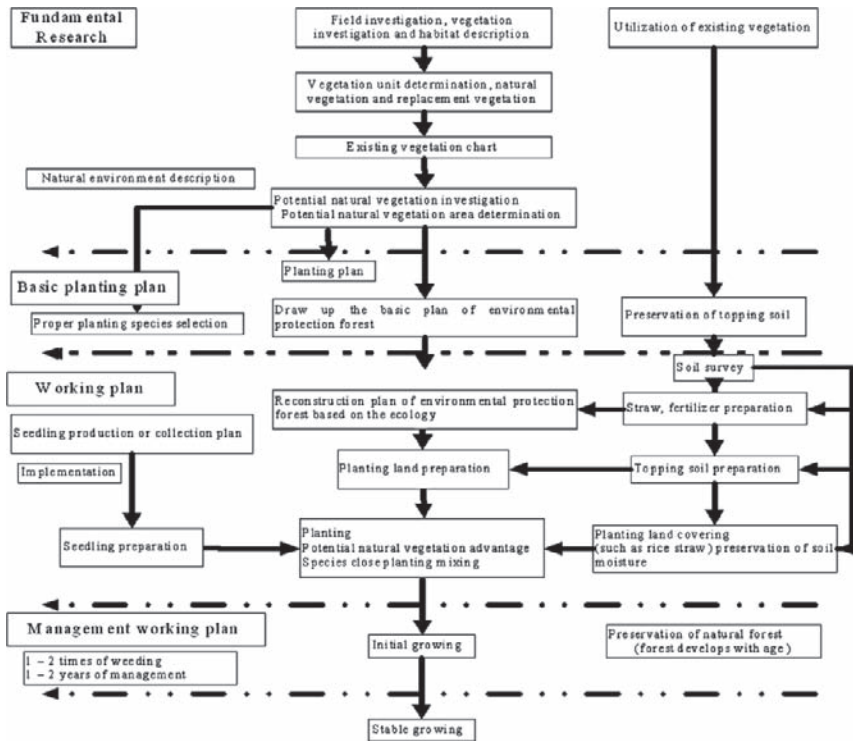 Fundamental
Research
Field investigation, vegetation
investigation and habitat description
Utilization of existing vegetation
Vegetation unit determination, natural
vegetation and replacement vegetation
Existing vegetation chart
Natural environment description
Potential natural vegetation investigation
Potential natural vegetation area determination
Planting plan
Basic planting plan
Proper planting species selection
Draw up the basic plan of environmental
protection forest
Preservation of topping soil
Soil survey
Working plan
Reconstruction plan of environmental protection
forest based on the ecology
Straw, fertilizer preparation
Seedling production or collection plan
Implementation
Planting land preparation
Topping soil preparation
Seedling preparation
Planting
Potential natural vegetation advantage
Species close planting mixing
Planting land covering
(such as rice straw) preservation of soil
moisture
Management working plan
1 – 2 times of weeding
1 – 2 years of management
Initial growing
Preservation of natural forest
(forest develops with age)
Stable growing